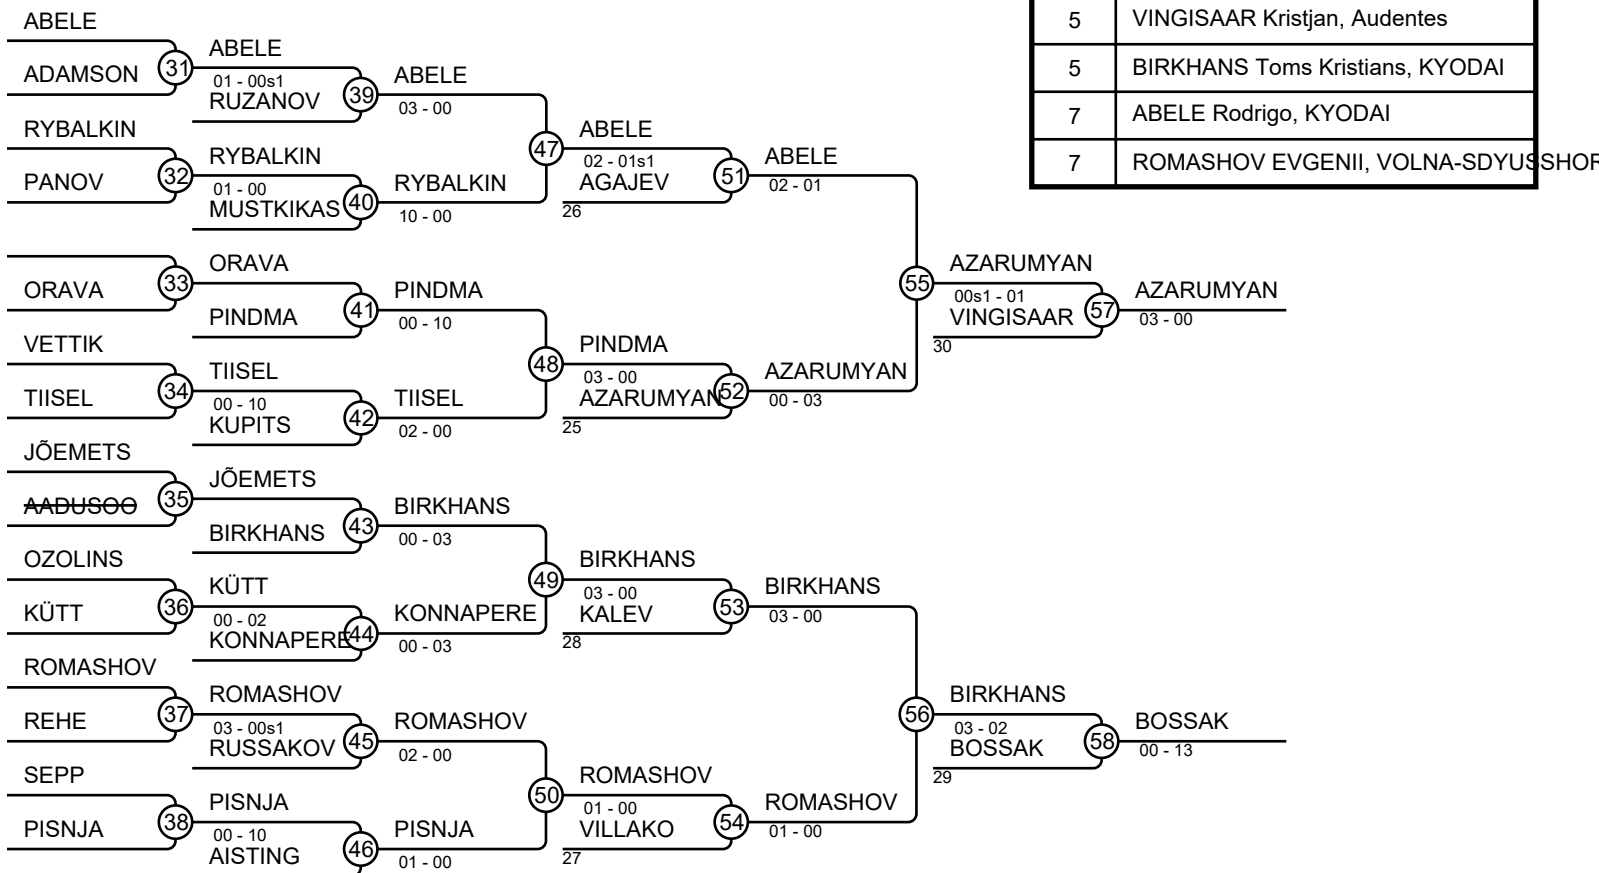 ABELE
ADAMSON
31
ABELE
01 - 00s1
RUZANOV
39
ABELE
03 - 00
RYBALKIN
PANOV
32
RYBALKIN
01 - 00
MUSTKIKAS
40
RYBALKIN
10 - 00
47
ABELE
02 - 01s1
AGAJEV
26
51
ABELE
02 - 01
ORAVA
33
ORAVA
PINDMA
41
PINDMA
00 - 10
VETTIK
TIISEL
34
TIISEL
00 - 10
KUPITS
42
TIISEL
02 - 00
48
PINDMA
03 - 00
AZARUMYAN
25
52
AZARUMYAN
00 - 03
55
AZARUMYAN
00s1 - 01
VINGISAAR
30
57
AZARUMYAN
03 - 00
JÕEMETS
AADUSOO
35
JÕEMETS
BIRKHANS
43
BIRKHANS
00 - 03
OZOLINS
KÜTT
36
KÜTT
00 - 02
KONNAPERE
44
KONNAPERE
00 - 03
49
BIRKHANS
03 - 00
KALEV
28
53
BIRKHANS
03 - 00
ROMASHOV
REHE
37
ROMASHOV
03 - 00s1
RUSSAKOV
45
ROMASHOV
02 - 00
SEPP
PISNJA
38
PISNJA
00 - 10
AISTING
46
PISNJA
01 - 00
50
ROMASHOV
01 - 00
VILLAKO
27
54
ROMASHOV
01 - 00
56
BIRKHANS
03 - 02
BOSSAK
29
58
BOSSAK
00 - 13
5 VINGISAAR Kristjan, Audentes
5 BIRKHANS Toms Kristians, KYODAI
7 ABELE Rodrigo, KYODAI
7 ROMASHOV EVGENII, VOLNA-SDYUSSHOR